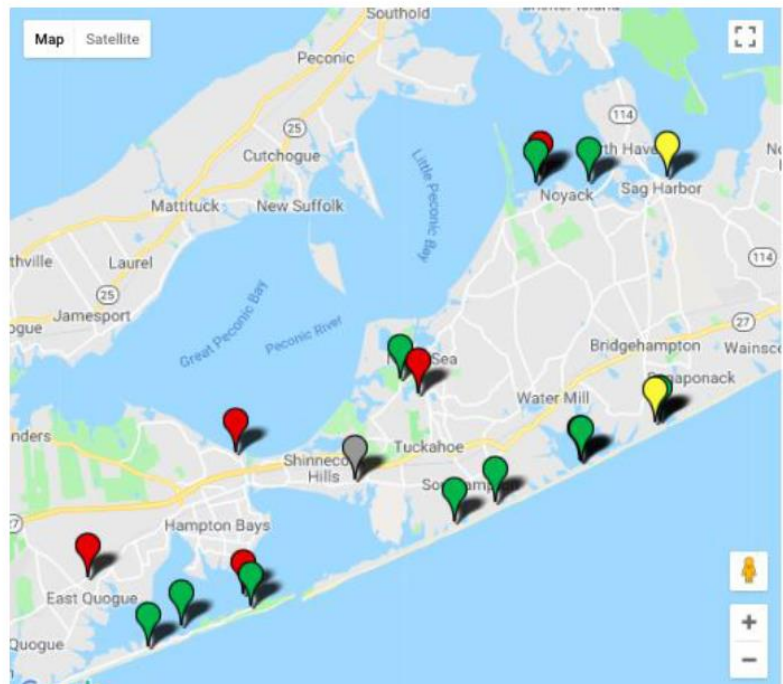 Map Satellite
Southold
Peconic
114
25
Cutchogue
Little Peconic Bay
Sag Harbor
Noyack
Mattituck
New Suffolk
Laurel
114
25
Great Peconic Bay
Jamesport
Peconic River
27
Bridgehampton
Water Mill
Tuckahoe
Hills
27
Hampton Bays
East Quogue
Quogue
+
−